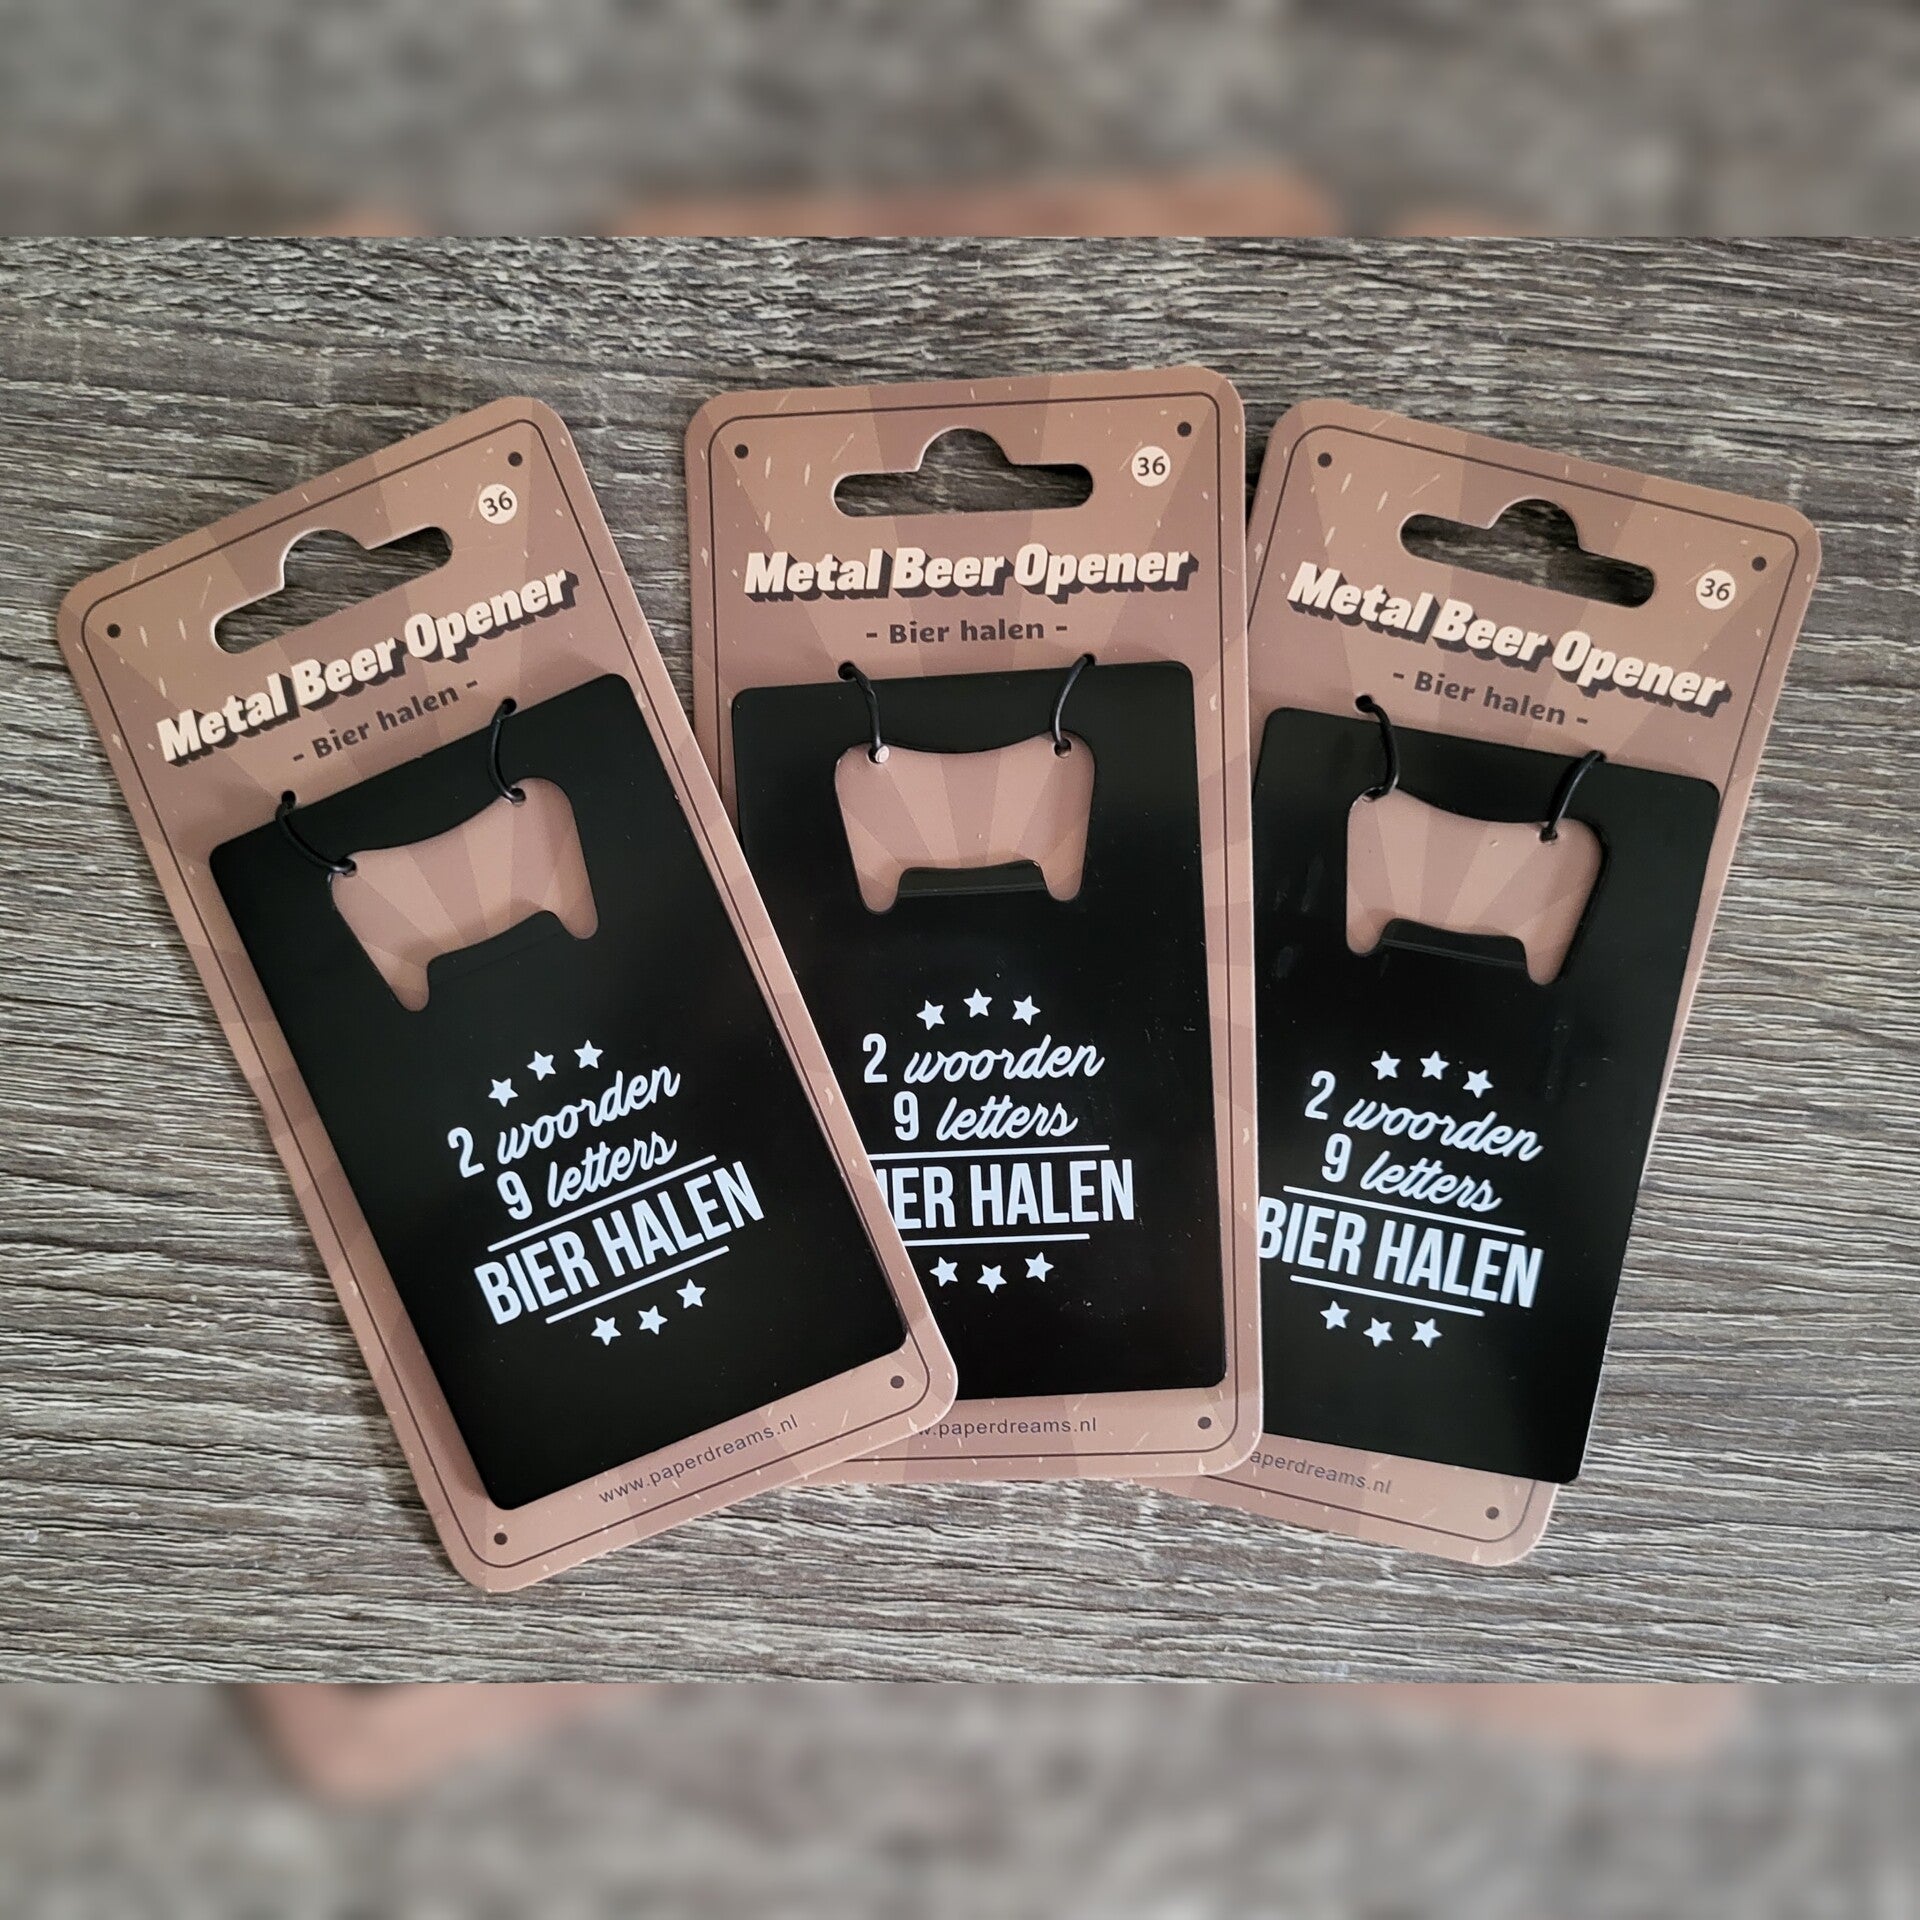 36
Metal Beer Opener
- Bier halen -
2 woorden
9 letters
BIER HALEN
www.paperdreams.nl
36
Metal Beer Opener
- Bier halen -
2 woorden
9 letters
IER HALEN
w.paperdreams.nl
36
Metal Beer Opener
- Bier halen -
2 woorden
9 letters
BIER HALEN
aperdreams.nl